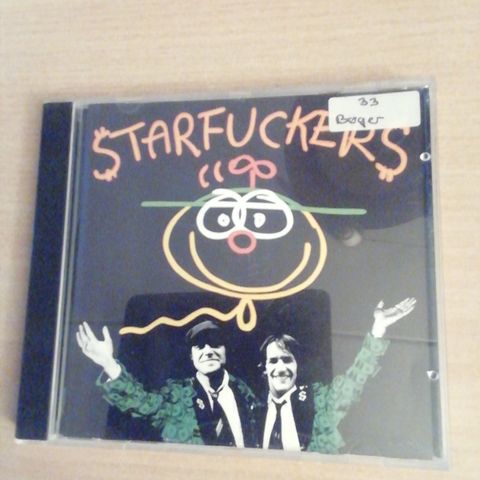 33
Bøger
$TARFUCKER$
$
$